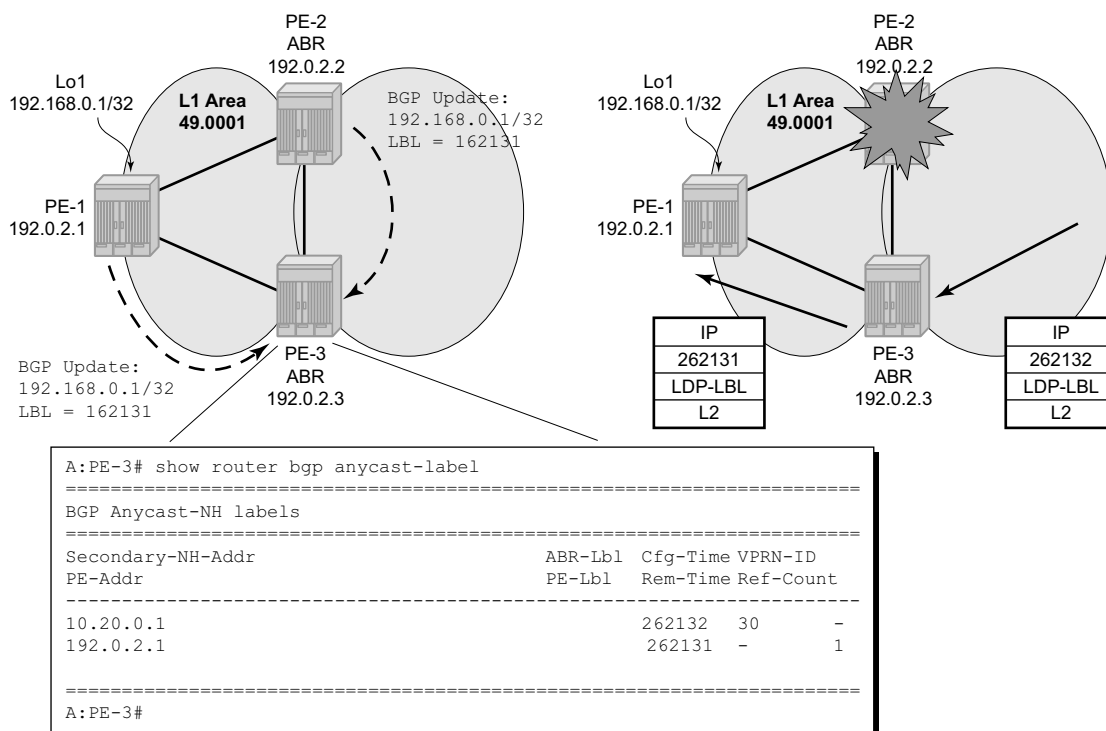 PE-2
ABR
192.0.2.2
Lo1
192.168.0.1/32
L1 Area
49.0001
BGP Update:
192.168.0.1/32
LBL = 162131
PE-1
192.0.2.1
BGP Update:
192.168.0.1/32
LBL = 162131
PE-3
ABR
192.0.2.3
PE-2
ABR
192.0.2.2
Lo1
192.168.0.1/32
L1 Area
49.0001
PE-1
192.0.2.1
IP
262131
LDP-LBL
L2
PE-3
ABR
192.0.2.3
IP
262132
LDP-LBL
L2
A:PE-3# show router bgp anycast-label
===============================================================================
BGP Anycast-NH labels
===============================================================================
Secondary-NH-Addr ABR-Lbl Cfg-Time VPRN-ID
PE-Addr PE-Lbl Rem-Time Ref-Count
-------------------------------------------------------------------------------
10.20.0.1 262132 30 -
192.0.2.1 262131 - 1
===============================================================================
A:PE-3#